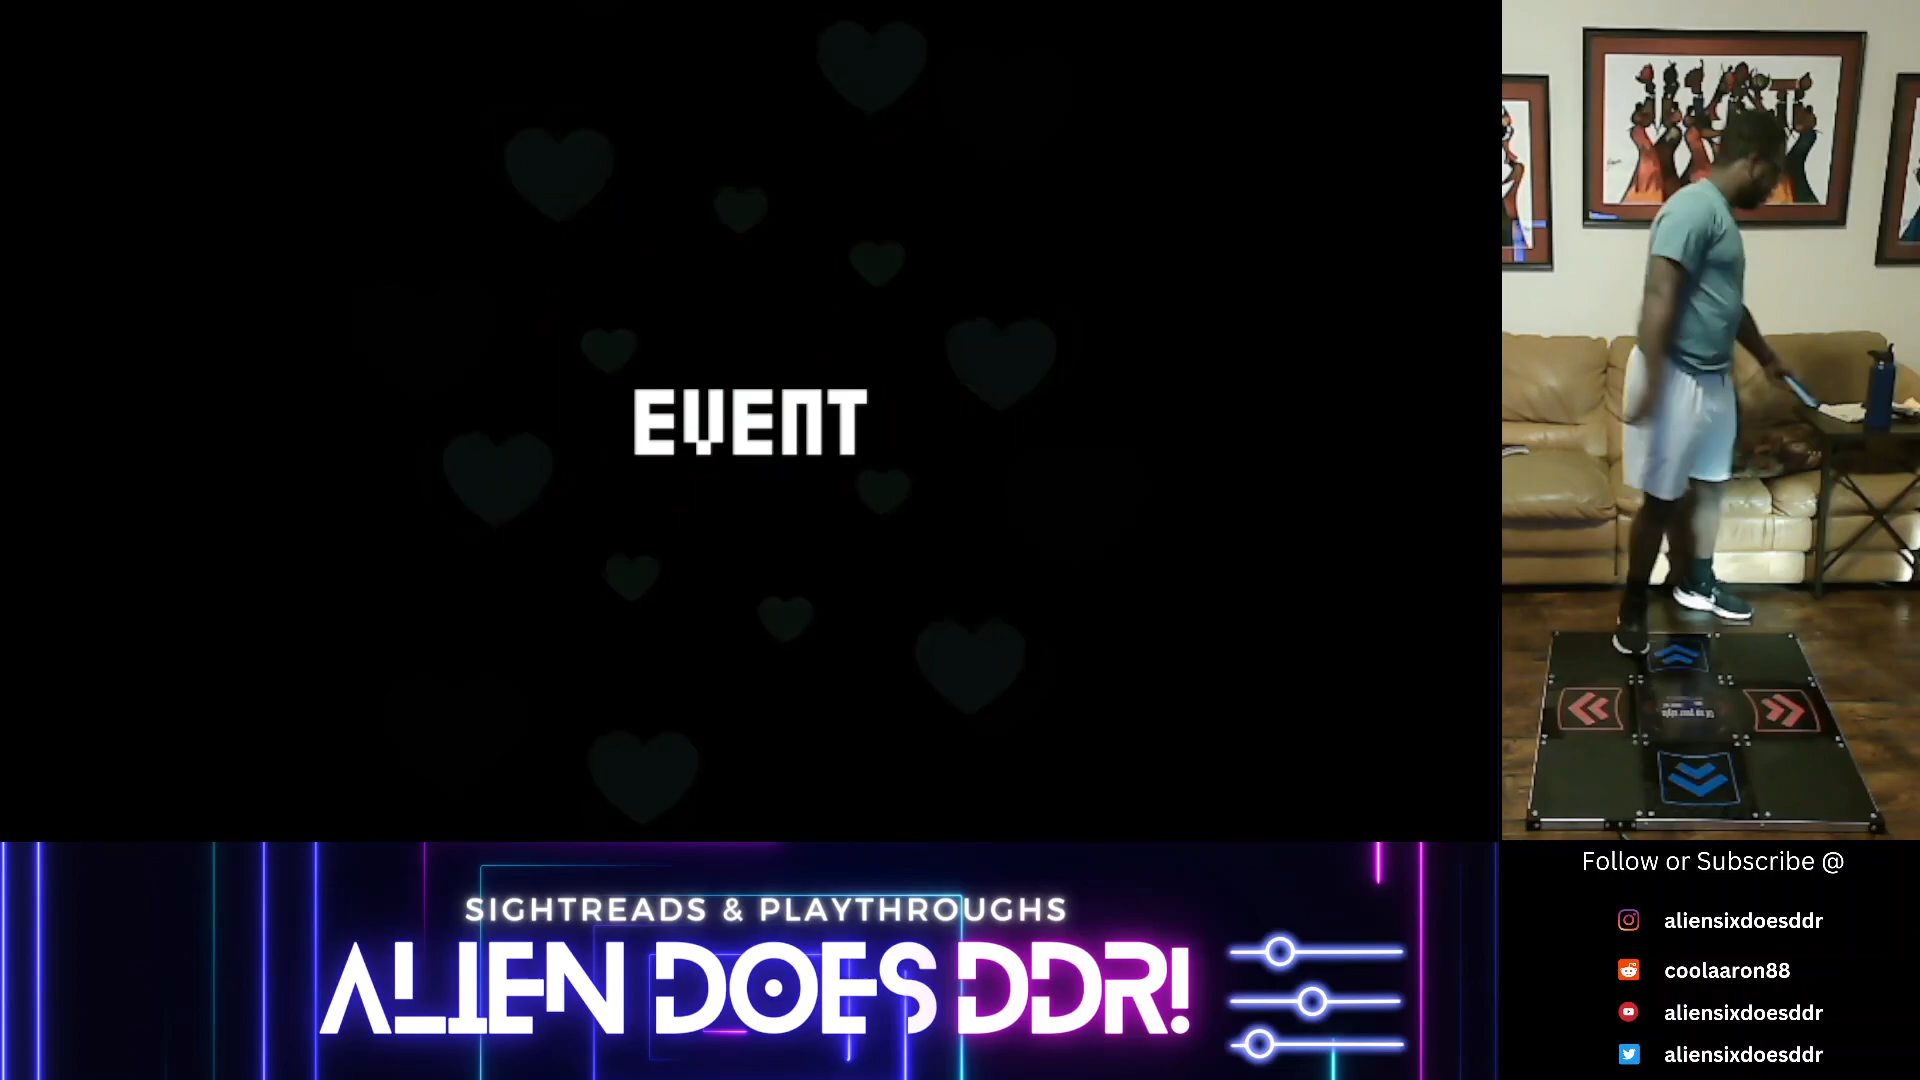 EVENT
SIGHTREADS & PLAYTHROUGHS
ALIEN DOES DDR!
Follow or Subscribe @
aliensixdoesddr
coolaaron88
aliensixdoesddr
aliensixdoesddr